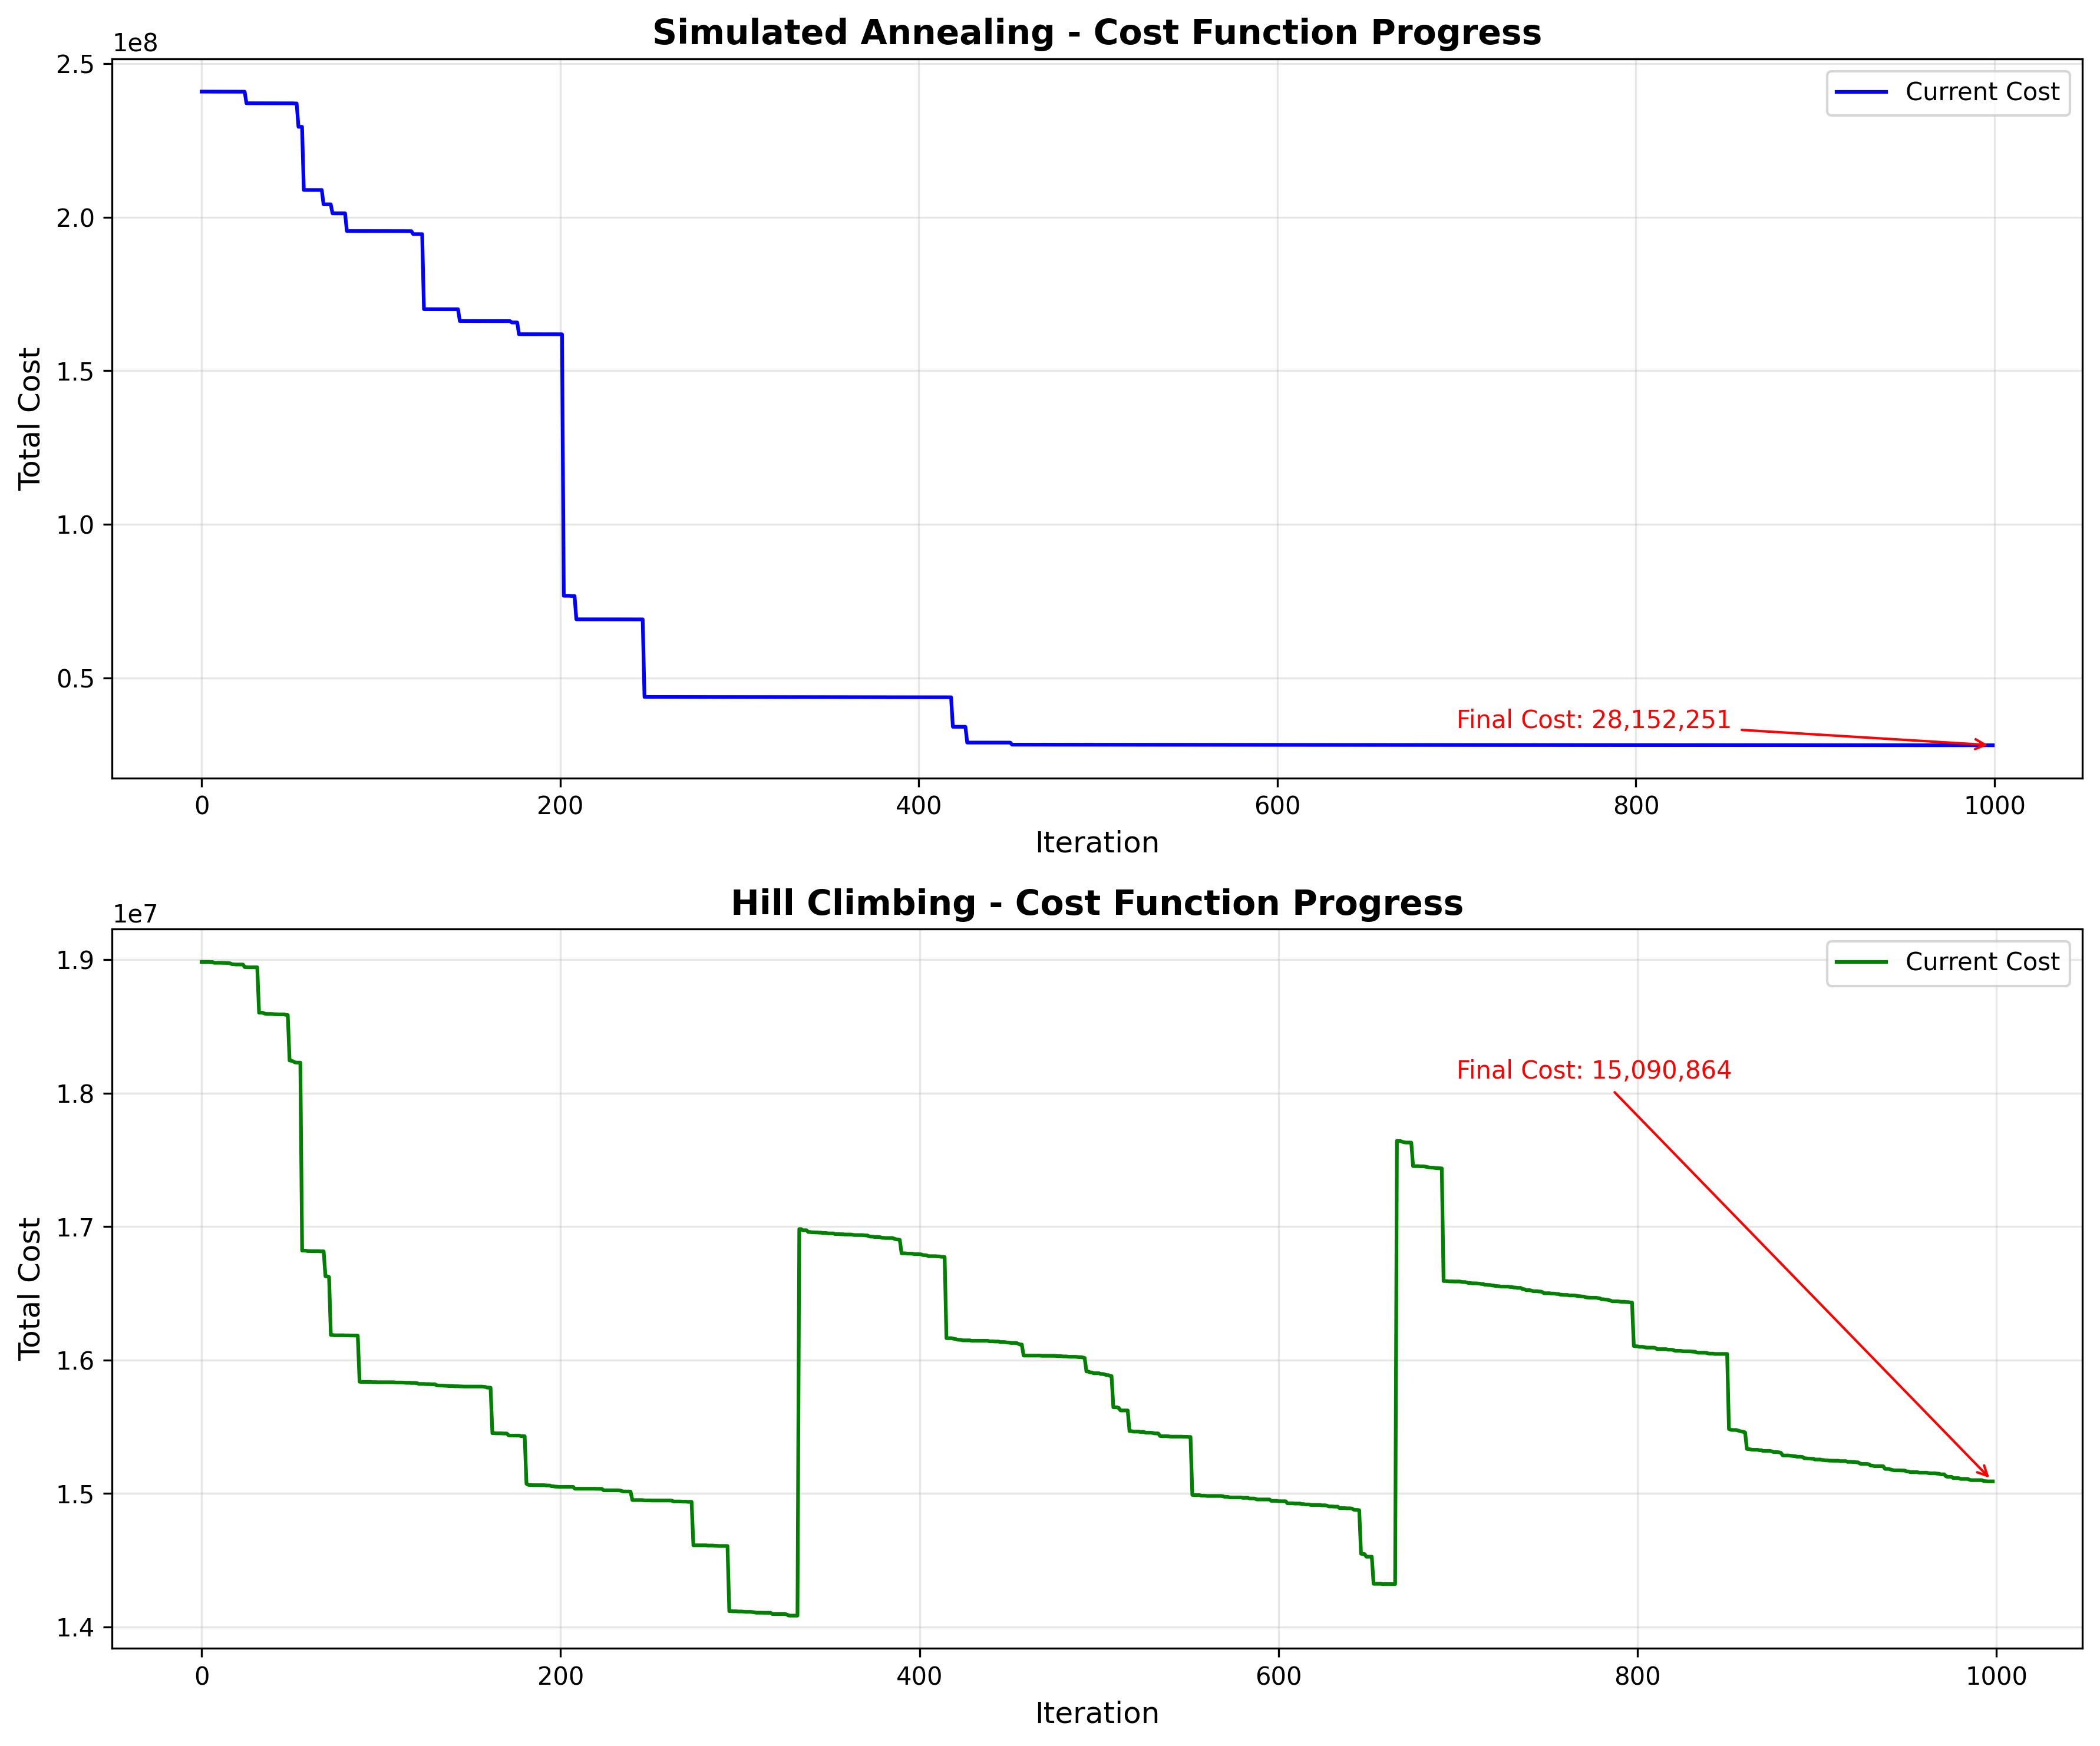 Simulated Annealing - Cost Function Progress
1e8
2.5
2.0
1.5
1.0
0.5
Total Cost
Current Cost
Final Cost: 28,152,251
0 200 400 600 800 1000
Iteration
Hill Climbing - Cost Function Progress
1e7
1.9
1.8
1.7
1.6
1.5
1.4
Total Cost
Current Cost
Final Cost: 15,090,864
0 200 400 600 800 1000
Iteration